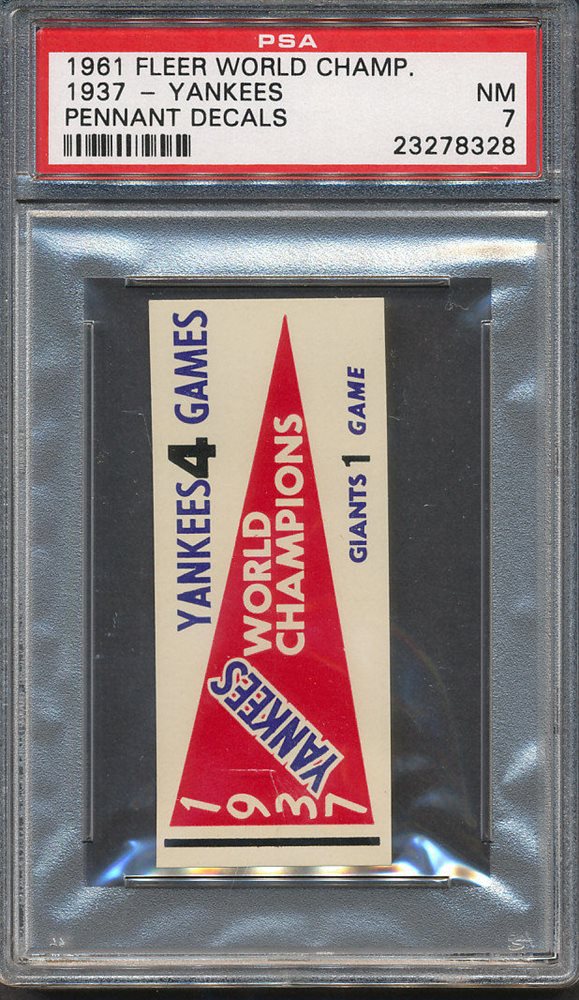 PSA
1961 FLEER WORLD CHAMP.
1937 - YANKEES NM
PENNANT DECALS 7
23278328
YANKEES 4 GAMES
WORLD
CHAMPIONS
YANKEES
1937
GIANTS 1 GAME